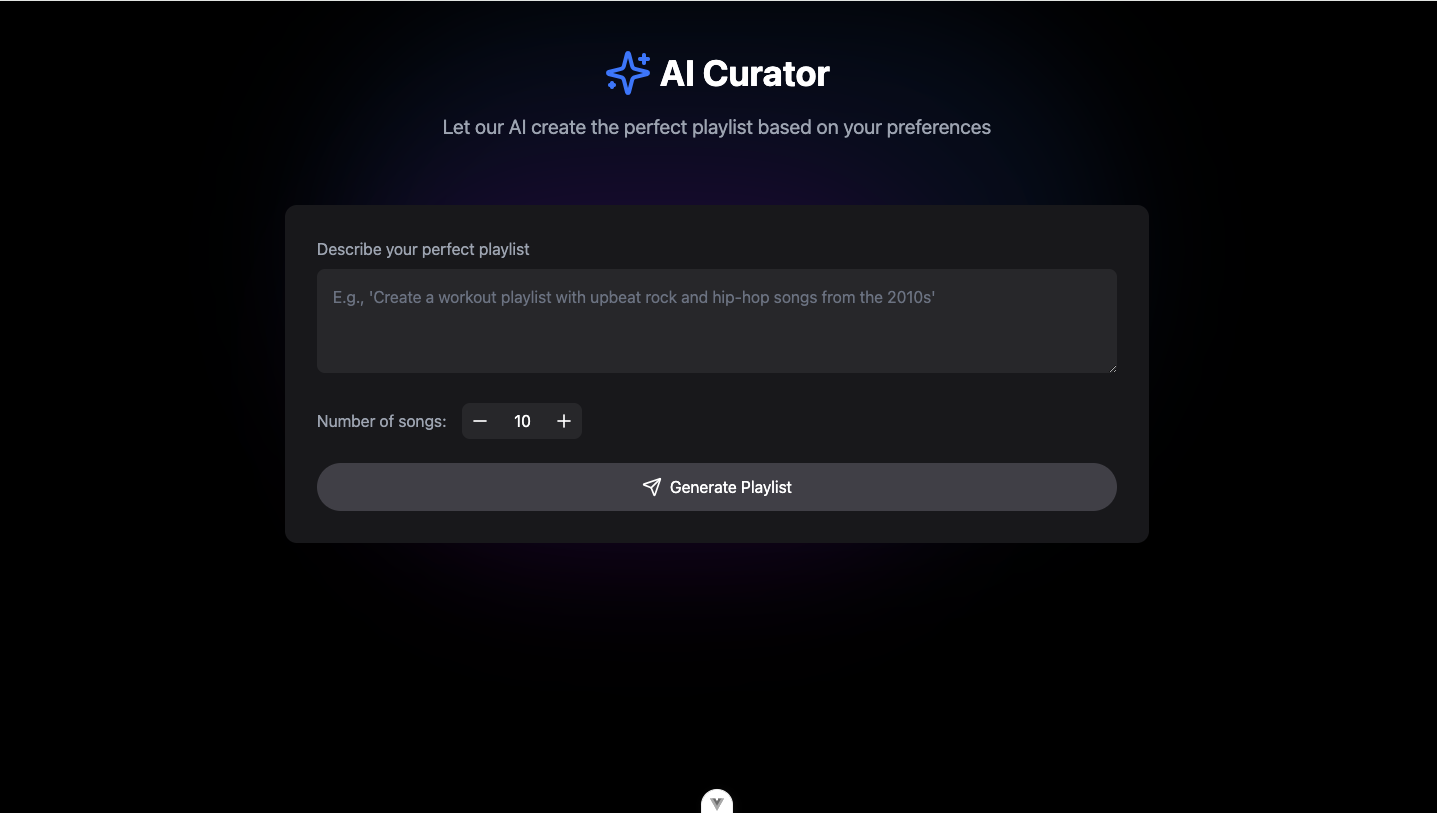 AI Curator
Let our AI create the perfect playlist based on your preferences
Describe your perfect playlist
E.g., 'Create a workout playlist with upbeat rock and hip-hop songs from the 2010s'
Number of songs: 10
Generate Playlist